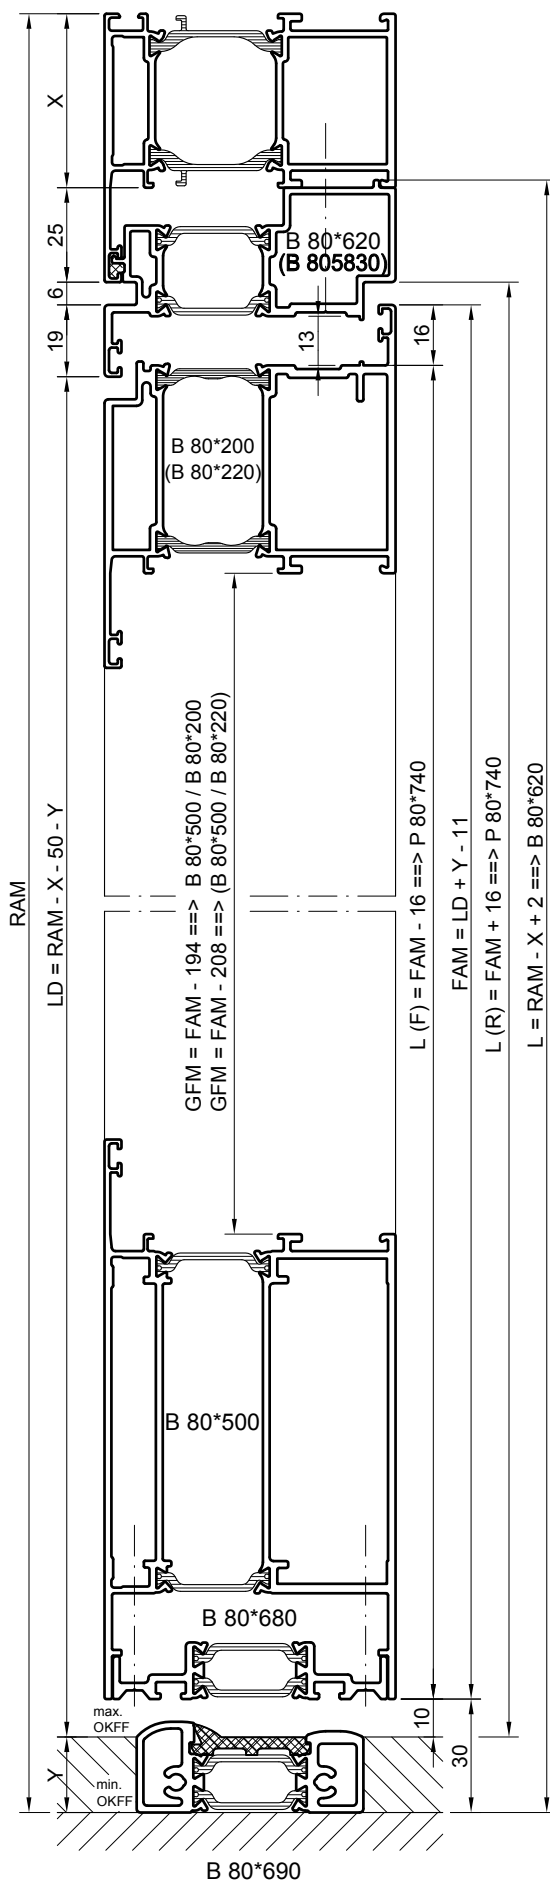 X
25
6
19
B 80*620
(B 805830)
13
16
B 80*200
(B 80*220)
RAM
LD = RAM - X - 50 - Y
GFM = FAM - 194 ==> B 80*500 / B 80*200
GFM = FAM - 208 ==> (B 80*500 / B 80*220)
L (F) = FAM - 16 ==> P 80*740
FAM = LD + Y - 11
L (R) = FAM + 16 ==> P 80*740
L = RAM - X + 2 ==> B 80*620
B 80*500
B 80*680
max.
OKFF
10
30
Y
min.
OKFF
B 80*690